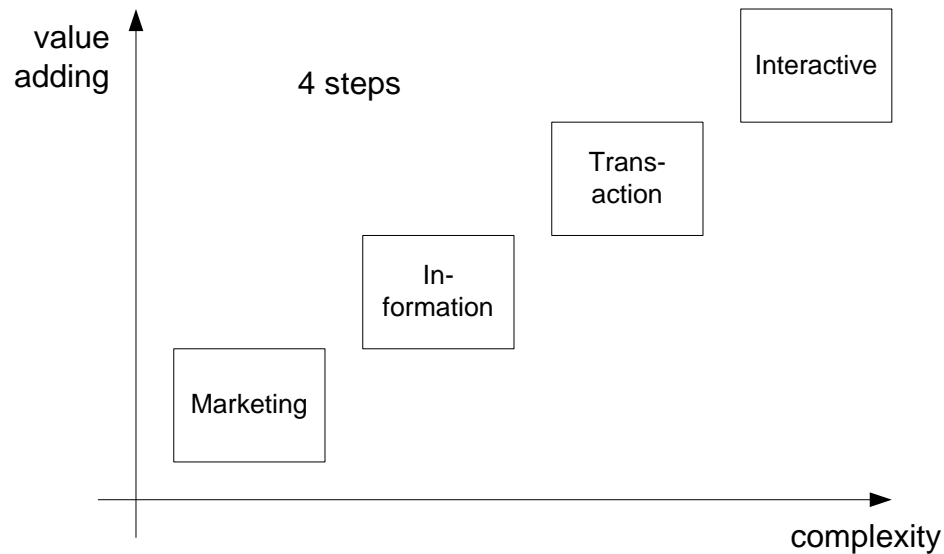 value
adding
4 steps
Interactive
Trans-
action
In-
formation
Marketing
complexity